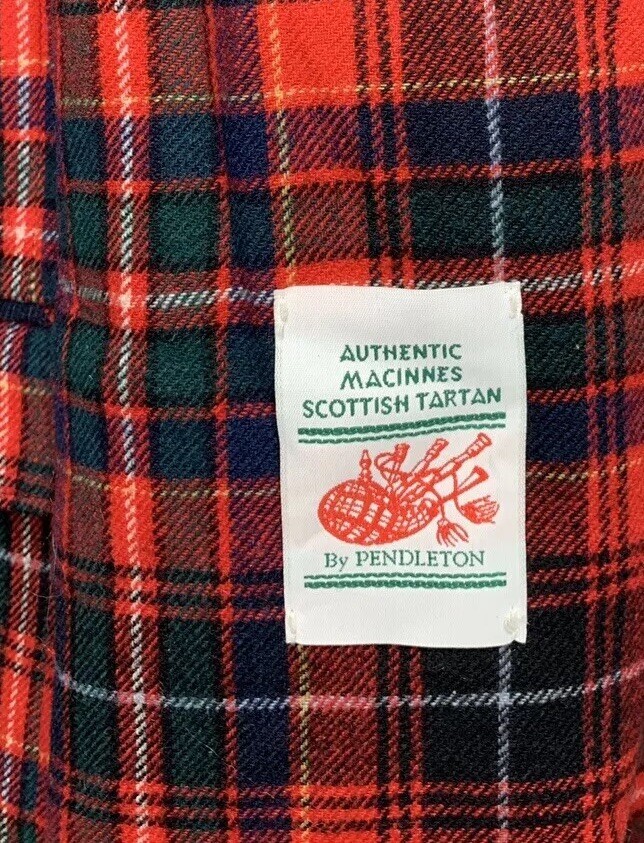 AUTHENTIC
MACINNES
SCOTTISH TARTAN
By PENDLETON